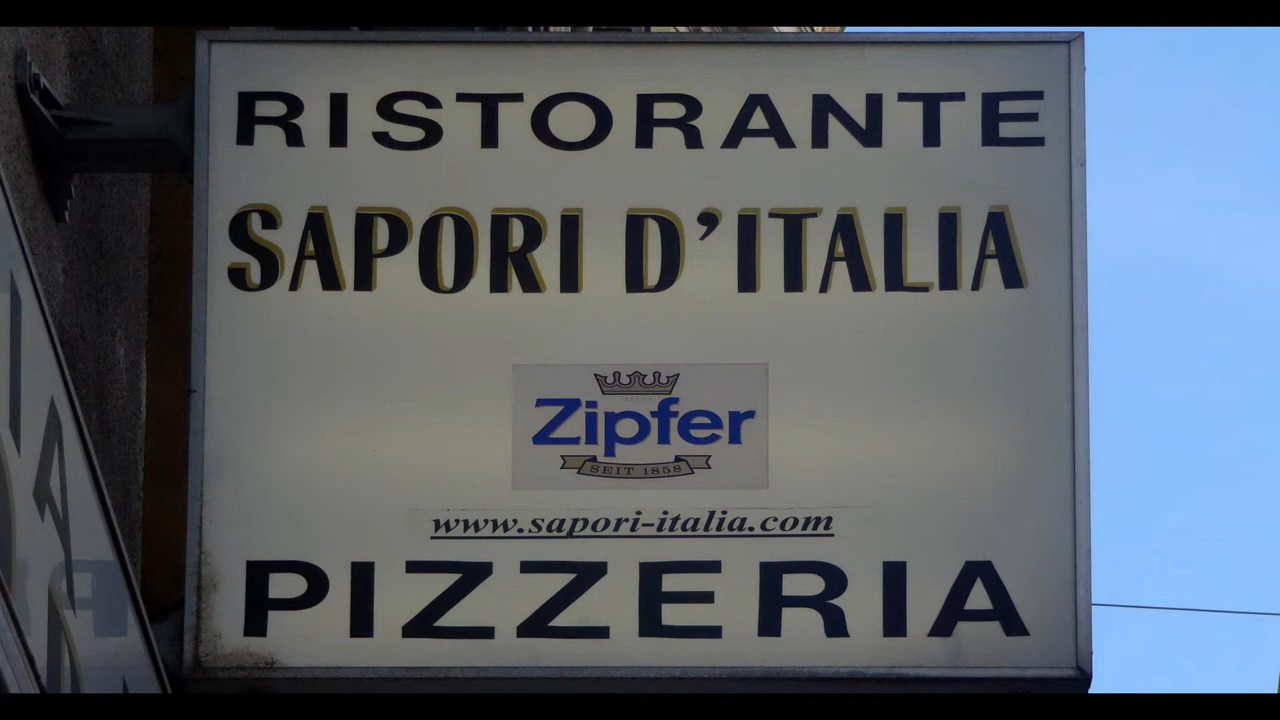 RISTORANTE
SAPORI D'ITALIA
Zipfer
SEIT 1858
www.sapori-italia.com
PIZZERIA